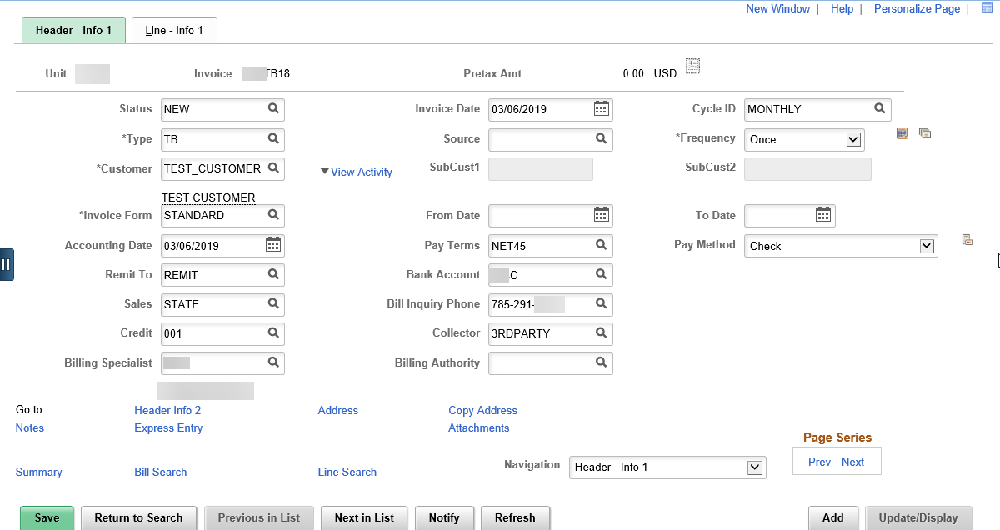 New Window | Help | Personalize Page |
Header - Info 1 Line - Info 1
Unit Invoice TB18 Pretax Amt 0.00 USD
Status NEW Invoice Date 03/06/2019 Cycle ID MONTHLY
*Type TB Source *Frequency Once
*Customer TEST_CUSTOMER View Activity SubCust1 SubCust2
TEST CUSTOMER
*Invoice Form STANDARD From Date To Date
Accounting Date 03/06/2019 Pay Terms NET45 Pay Method Check
Remit To REMIT Bank Account C
Sales STATE Bill Inquiry Phone 785-291-
Credit 001 Collector 3RDPARTY
Billing Specialist Billing Authority
Go to: Header Info 2 Address Copy Address
Notes Express Entry Attachments
Page Series
Prev Next
Navigation Header - Info 1
Summary Bill Search Line Search
Save Return to Search Previous in List Next in List Notify Refresh Add Update/Display